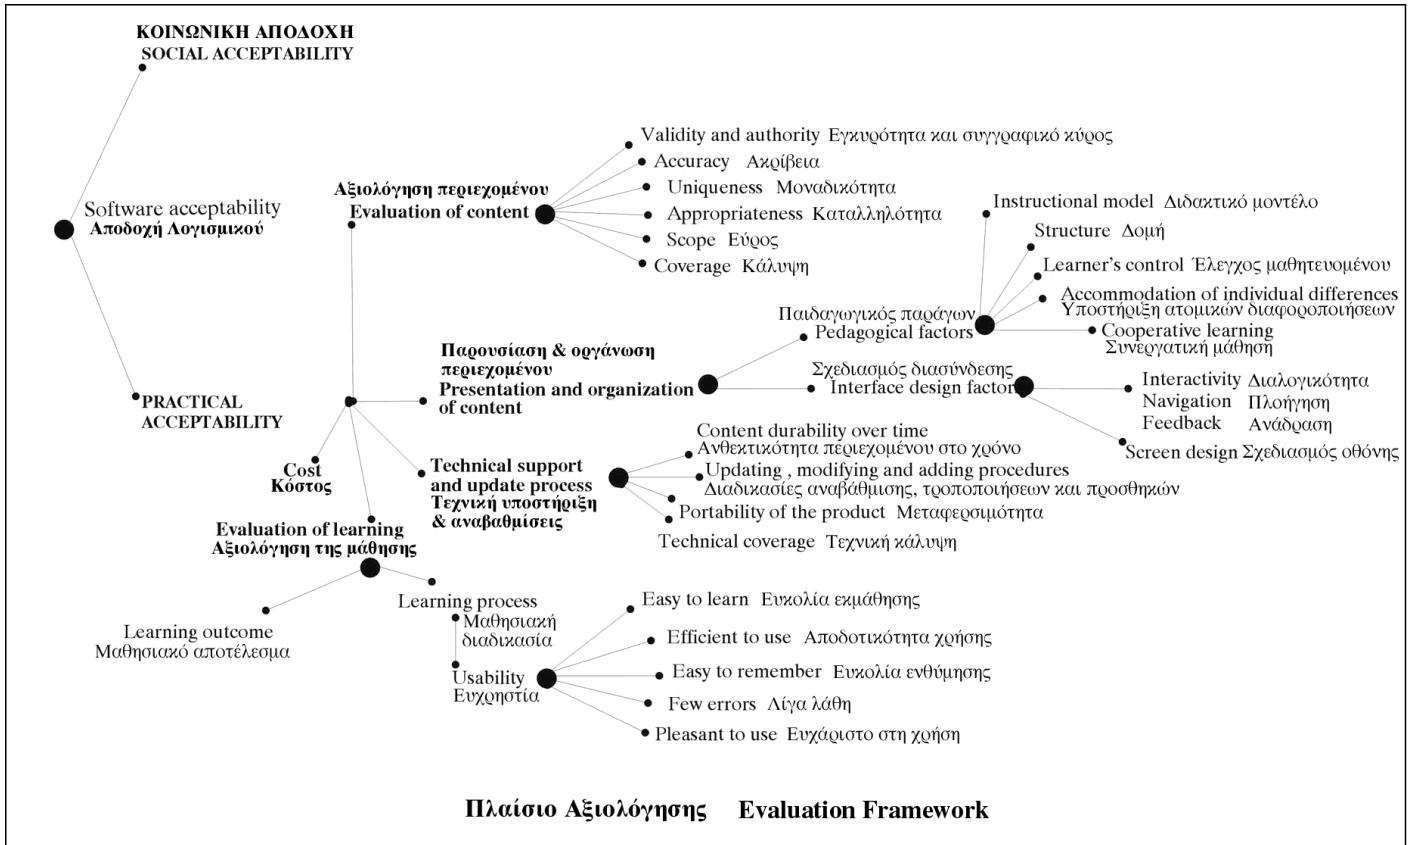 ΚΟΙΝΩΝΙΚΗ ΑΠΟΔΟΧΗ
SOCIAL ACCEPTABILITY
Software acceptability
Αποδοχή Λογισμικού
PRACTICAL
ACCEPTABILITY
Αξιολόγηση περιεχομένου
Evaluation of content
Validity and authority Εγκυρότητα και συγγραφικό κύρος
Accuracy Ακρίβεια
Uniqueness Μοναδικότητα
Appropriateness Καταλληλότητα
Scope Εύρος
Coverage Κάλυψη
Παρουσίαση & οργάνωση
περιεχομένου
Presentation and organization
of content
Παιδαγωγικός παράγων
Pedagogical factors
Instructional model Διδακτικό μοντέλο
Structure Δομή
Learner's control Έλεγχος μαθητευομένου
Accommodation of individual differences
Υποστήριξη ατομικών διαφοροποιήσεων
Cooperative learning
Συνεργατική μάθηση
Σχεδιασμός διασύνδεσης
Interface design factor
Interactivity Διαλογικότητα
Navigation Πλοήγηση
Feedback Ανάδραση
Screen design Σχεδιασμός οθόνης
Cost
Κόστος
Technical support
and update process
Τεχνική υποστήριξη
& αναβαθμίσεις
Content durability over time
Ανθεκτικότητα περιεχομένου στο χρόνο
Updating , modifying and adding procedures
Διαδικασίες αναβάθμισης, τροποποιήσεων και προσθηκών
Portability of the product Μεταφερσιμότητα
Technical coverage Τεχνική κάλυψη
Evaluation of learning
Αξιολόγηση της μάθησης
Learning outcome
Μαθησιακό αποτέλεσμα
Learning process
Μαθησιακή
διαδικασία
Usability
Ευχρηστία
Easy to learn Ευκολία εκμάθησης
Efficient to use Αποδοτικότητα χρήσης
Easy to remember Ευκολία ενθύμησης
Few errors Λίγα λάθη
Pleasant to use Ευχάριστο στη χρήση
Πλαίσιο Αξιολόγησης Evaluation Framework